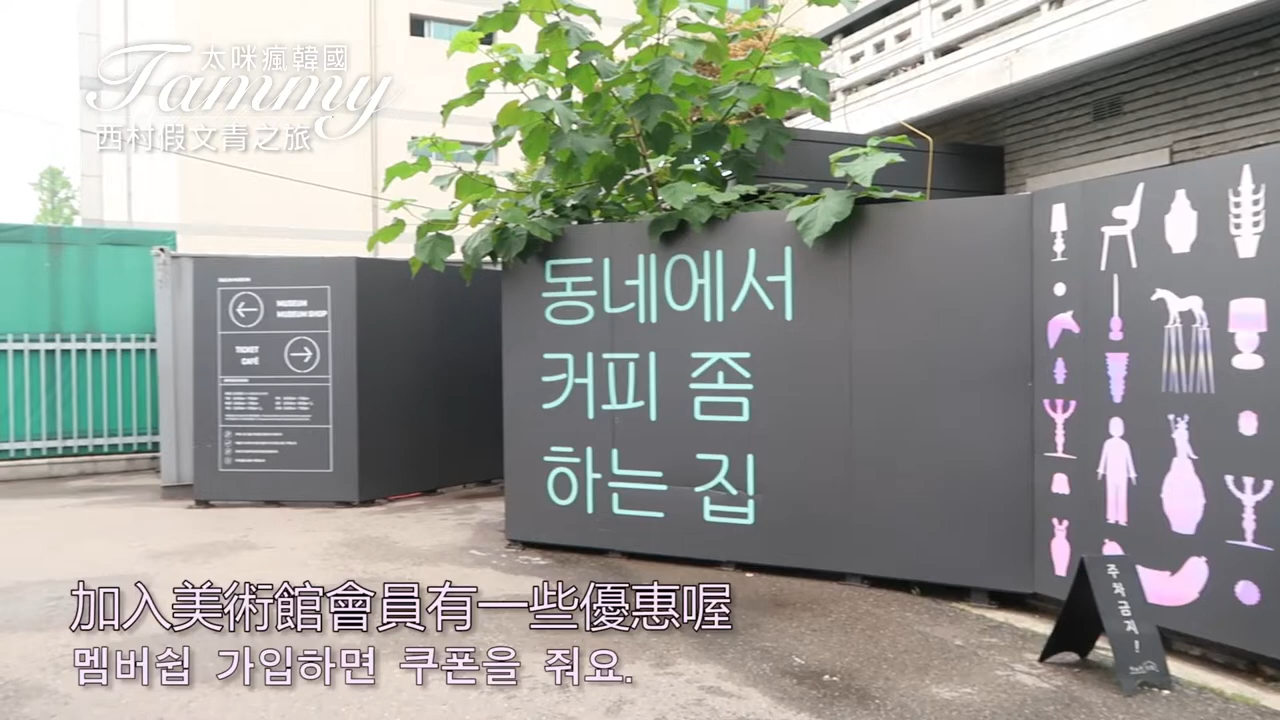 太咪瘋韓國
Tammy
西村假文青之旅
MUSEUM
MUSEUM SHOP
TICKET
CAFÉ
동네에서
커피 좀
하는 집
주차금지!
加入美術館會員有一些優惠喔
멤버쉽 가입하면 쿠폰을 줘요.